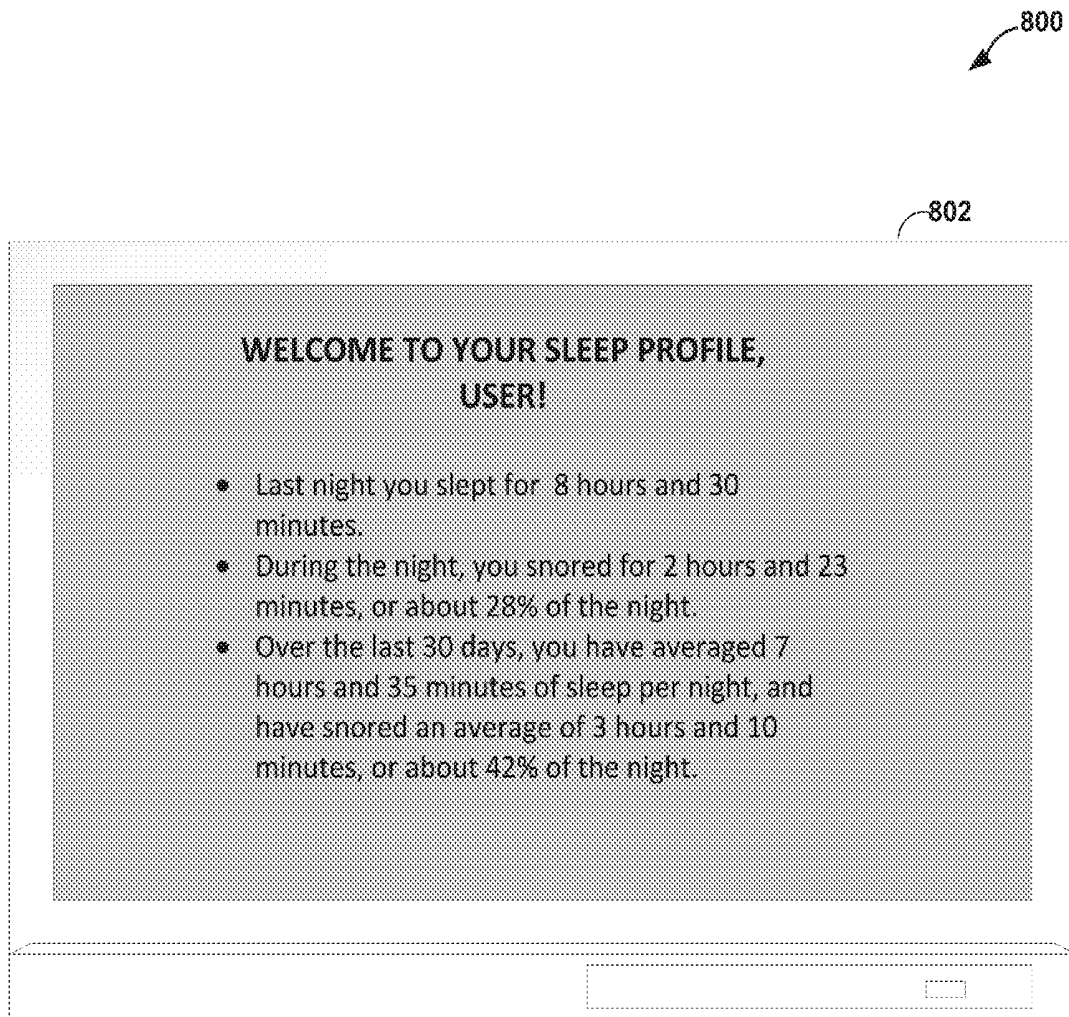 800
802
WELCOME TO YOUR SLEEP PROFILE,
USER!
• Last night you slept for 8 hours and 30
minutes.
• During the night, you snored for 2 hours and 23
minutes, or about 28% of the night.
• Over the last 30 days, you have averaged 7
hours and 35 minutes of sleep per night, and
have snored an average of 3 hours and 10
minutes, or about 42% of the night.